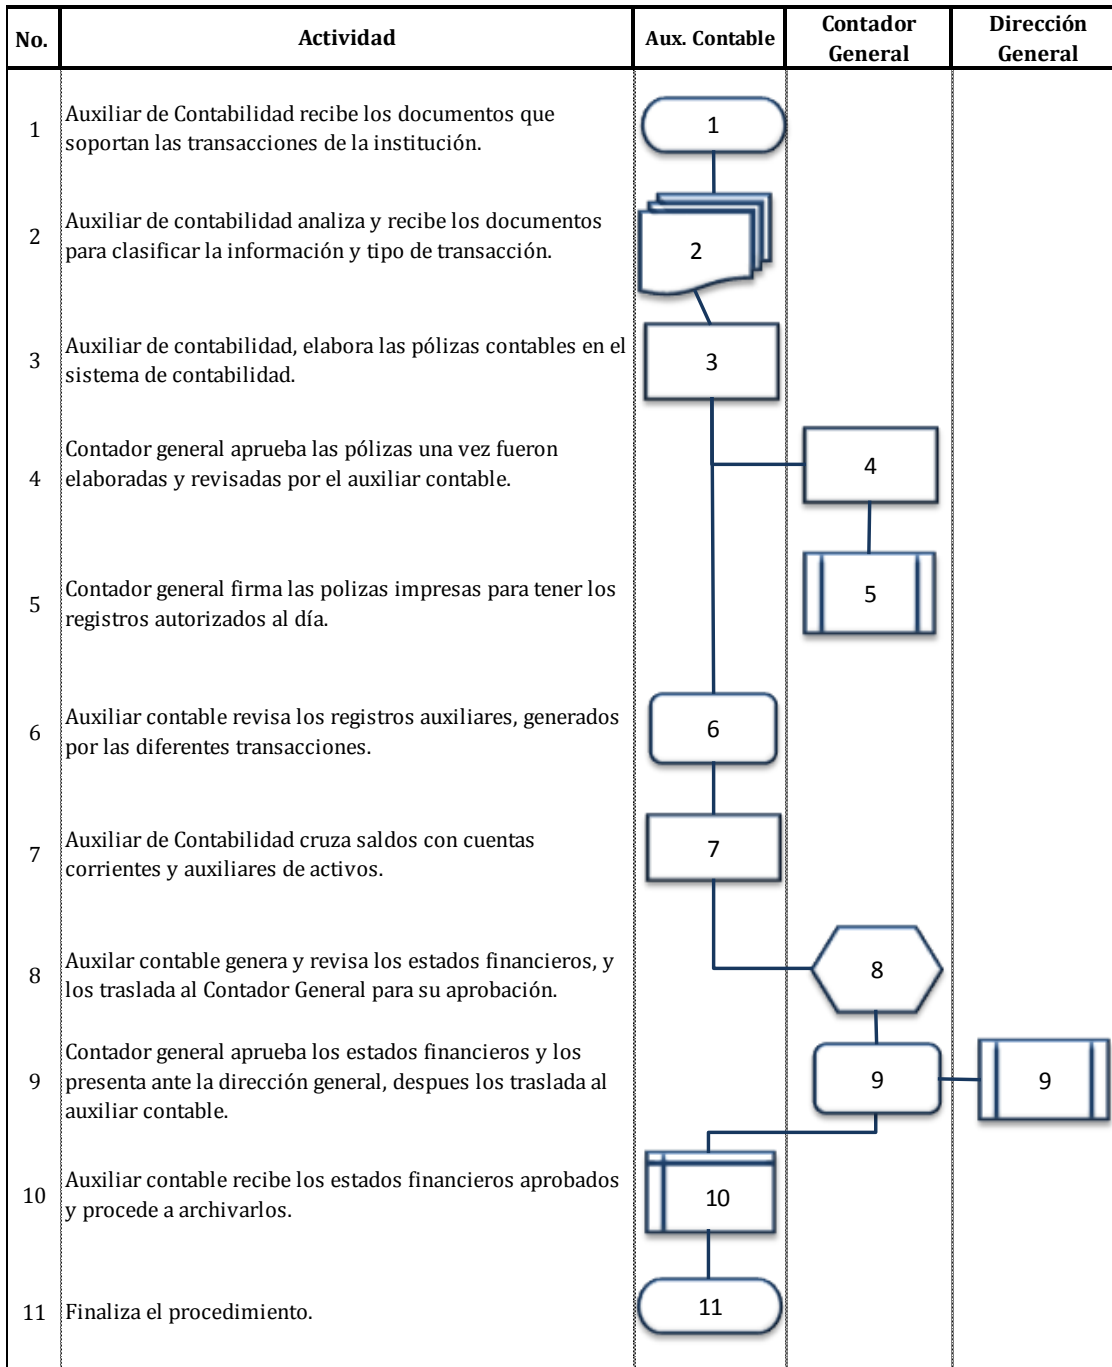 No.
Actividad
Aux. Contable
Contador
General
Dirección
General
1
Auxiliar de Contabilidad recibe los documentos que
soportan las transacciones de la institución.
1
2
Auxiliar de contabilidad analiza y recibe los documentos
para clasificar la información y tipo de transacción.
2
3
Auxiliar de contabilidad, elabora las pólizas contables en el
sistema de contabilidad.
3
4
Contador general aprueba las pólizas una vez fueron
elaboradas y revisadas por el auxiliar contable.
4
5
Contador general firma las polizas impresas para tener los
registros autorizados al día.
5
6
Auxiliar contable revisa los registros auxiliares, generados
por las diferentes transacciones.
6
7
Auxiliar de Contabilidad cruza saldos con cuentas
corrientes y auxiliares de activos.
7
8
Auxilar contable genera y revisa los estados financieros, y
los traslada al Contador General para su aprobación.
8
9
Contador general aprueba los estados financieros y los
presenta ante la dirección general, despues los traslada al
auxiliar contable.
9
9
10
Auxiliar contable recibe los estados financieros aprobados
y procede a archivarlos.
10
11
Finaliza el procedimiento.
11